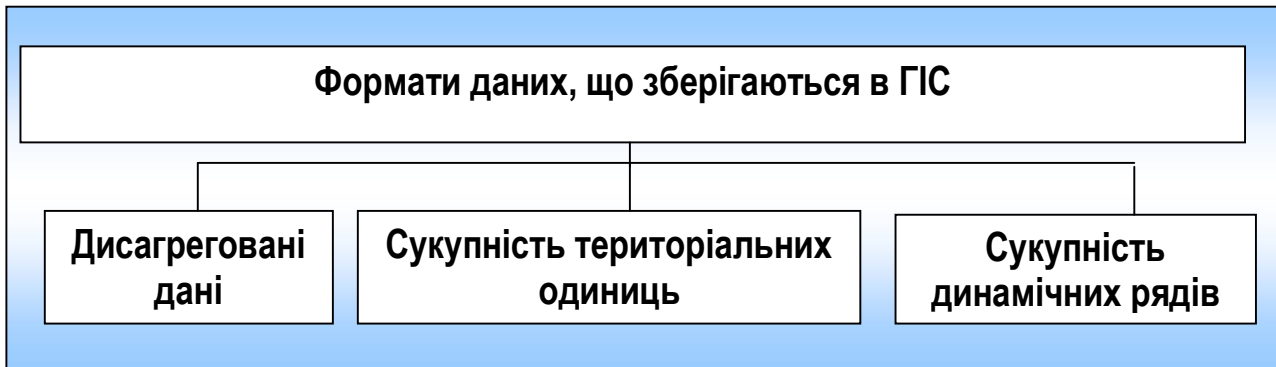 Формати даних, що зберігаються в ГІС
Дисагреговані
дані
Сукупність територіальних
одиниць
Сукупність
динамічних рядів